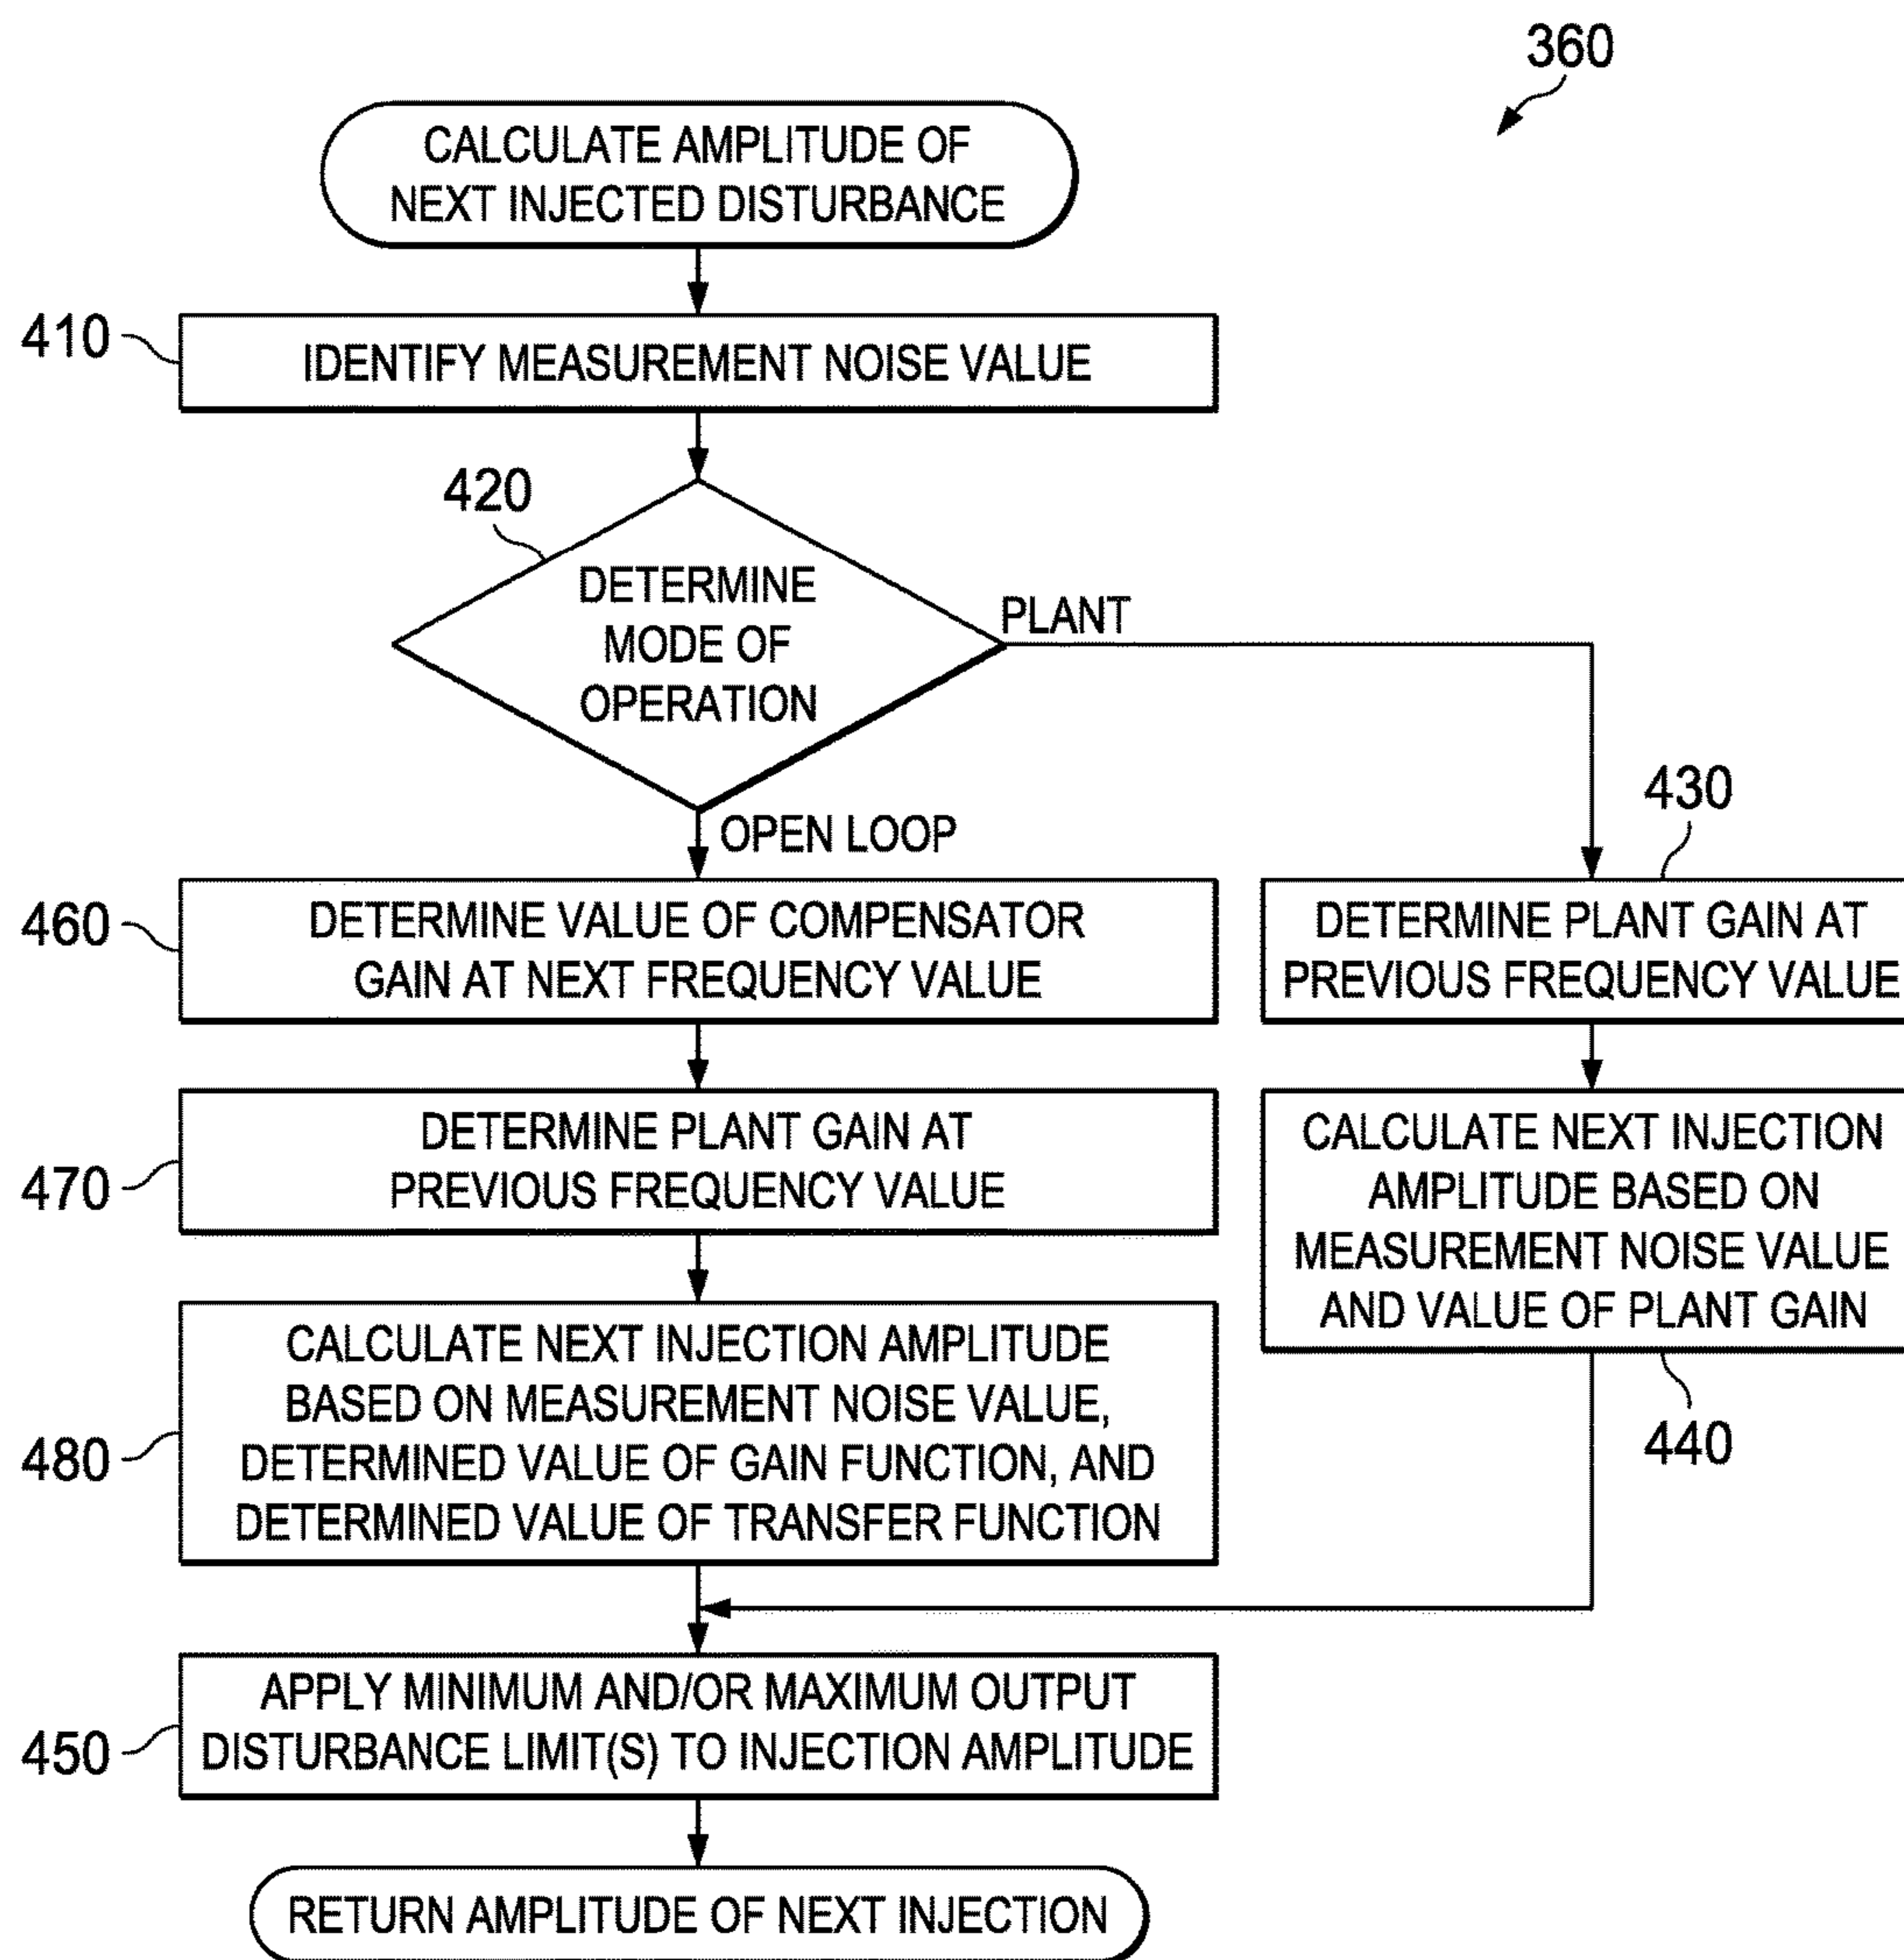 360
CALCULATE AMPLITUDE OF
NEXT INJECTED DISTURBANCE
410
IDENTIFY MEASUREMENT NOISE VALUE
420
DETERMINE
MODE OF
OPERATION
PLANT
OPEN LOOP
430
460
DETERMINE VALUE OF COMPENSATOR
GAIN AT NEXT FREQUENCY VALUE
DETERMINE PLANT GAIN AT
PREVIOUS FREQUENCY VALUE
470
DETERMINE PLANT GAIN AT
PREVIOUS FREQUENCY VALUE
CALCULATE NEXT INJECTION
AMPLITUDE BASED ON
MEASUREMENT NOISE VALUE
AND VALUE OF PLANT GAIN
440
480
CALCULATE NEXT INJECTION AMPLITUDE
BASED ON MEASUREMENT NOISE VALUE,
DETERMINED VALUE OF GAIN FUNCTION, AND
DETERMINED VALUE OF TRANSFER FUNCTION
450
APPLY MINIMUM AND/OR MAXIMUM OUTPUT
DISTURBANCE LIMIT(S) TO INJECTION AMPLITUDE
RETURN AMPLITUDE OF NEXT INJECTION